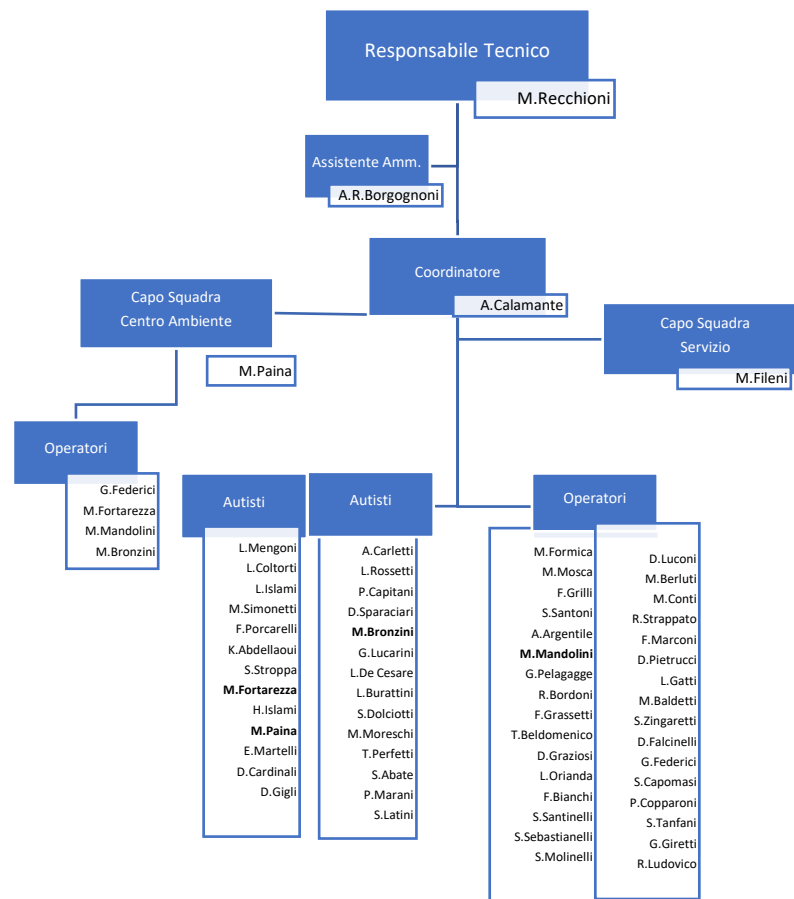 Responsabile Tecnico
M.Recchioni
Assistente Amm.
A.R.Borgognoni
Coordinatore
A.Calamante
Capo Squadra
Centro Ambiente
M.Paina
Capo Squadra
Servizio
M.Fileni
Operatori
G.Federici
M.Fortarezza
M.Mandolini
M.Bronzini
Autisti
L.Mengoni
L.Coltorti
L.Islami
M.Simonetti
F.Porcarelli
K.Abdellaoui
S.Stroppa
M.Fortarezza
H.Islami
M.Paina
E.Martelli
D.Cardinali
D.Gigli
Autisti
A.Carletti
L.Rossetti
P.Capitani
D.Sparaciari
M.Bronzini
G.Lucarini
L.De Cesare
L.Burattini
S.Dolciotti
M.Moreschi
T.Perfetti
S.Abate
P.Marani
S.Latini
Operatori
M.Formica
M.Mosca
F.Grilli
S.Santoni
A.Argentile
M.Mandolini
G.Pelagagge
R.Bordoni
F.Grassetti
T.Beldomenico
D.Graziosi
L.Orianda
F.Bianchi
S.Santinelli
S.Sebastianelli
S.Molinelli
D.Luconi
M.Berluti
M.Conti
R.Strappato
F.Marconi
D.Pietrucci
L.Gatti
M.Baldetti
S.Zingaretti
D.Falcinelli
G.Federici
S.Capomasi
P.Copparoni
S.Tanfani
G.Giretti
R.Ludovico